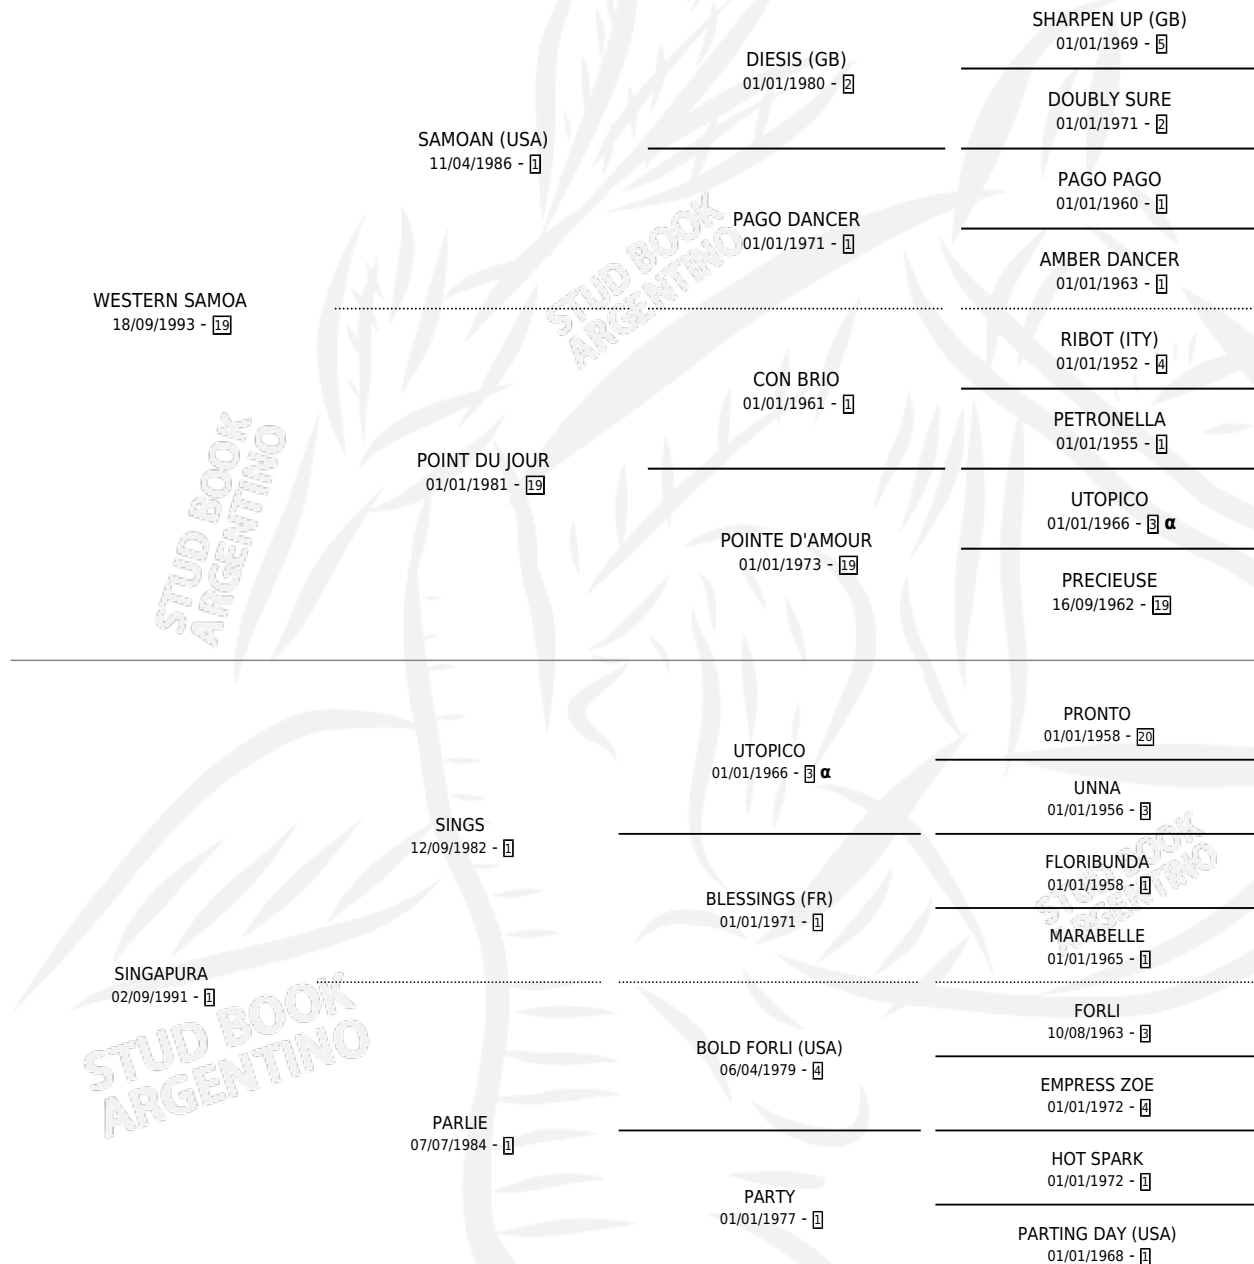 SHARPEN UP (GB)
01/01/1969 - 5
DIESIS (GB)
01/01/1980 - 2
DOUBLY SURE
01/01/1971 - 2
SAMOAN (USA)
11/04/1986 - 1
PAGO PAGO
01/01/1960 - 1
PAGO DANCER
01/01/1971 - 1
AMBER DANCER
01/01/1963 - 1
WESTERN SAMOA
18/09/1993 - 19
RIBOT (ITY)
01/01/1952 - 4
CON BRIO
01/01/1961 - 1
PETRONELLA
01/01/1955 - 1
POINT DU JOUR
01/01/1981 - 19
UTOPICO
01/01/1966 - 3 α
POINTE D'AMOUR
01/01/1973 - 19
PRECIEUSE
16/09/1962 - 19
STUD BOOK
ARGENTINO
STUD BOOK
ARGENTINO
PRONTO
01/01/1958 - 20
UTOPICO
01/01/1966 - 3 α
UNNA
01/01/1956 - 3
SINGS
12/09/1982 - 1
FLORIBUNDA
01/01/1958 - 1
BLESSINGS (FR)
01/01/1971 - 1
MARABELLE
01/01/1965 - 1
SINGAPURA
02/09/1991 - 1
FORLI
10/08/1963 - 3
BOLD FORLI (USA)
06/04/1979 - 4
EMPRESS ZOE
01/01/1972 - 4
PARLIE
07/07/1984 - 1
HOT SPARK
01/01/1972 - 1
PARTY
01/01/1977 - 1
PARTING DAY (USA)
01/01/1968 - 1
STUD BOOK
ARGENTINO
STUD BOOK
ARGENTINO